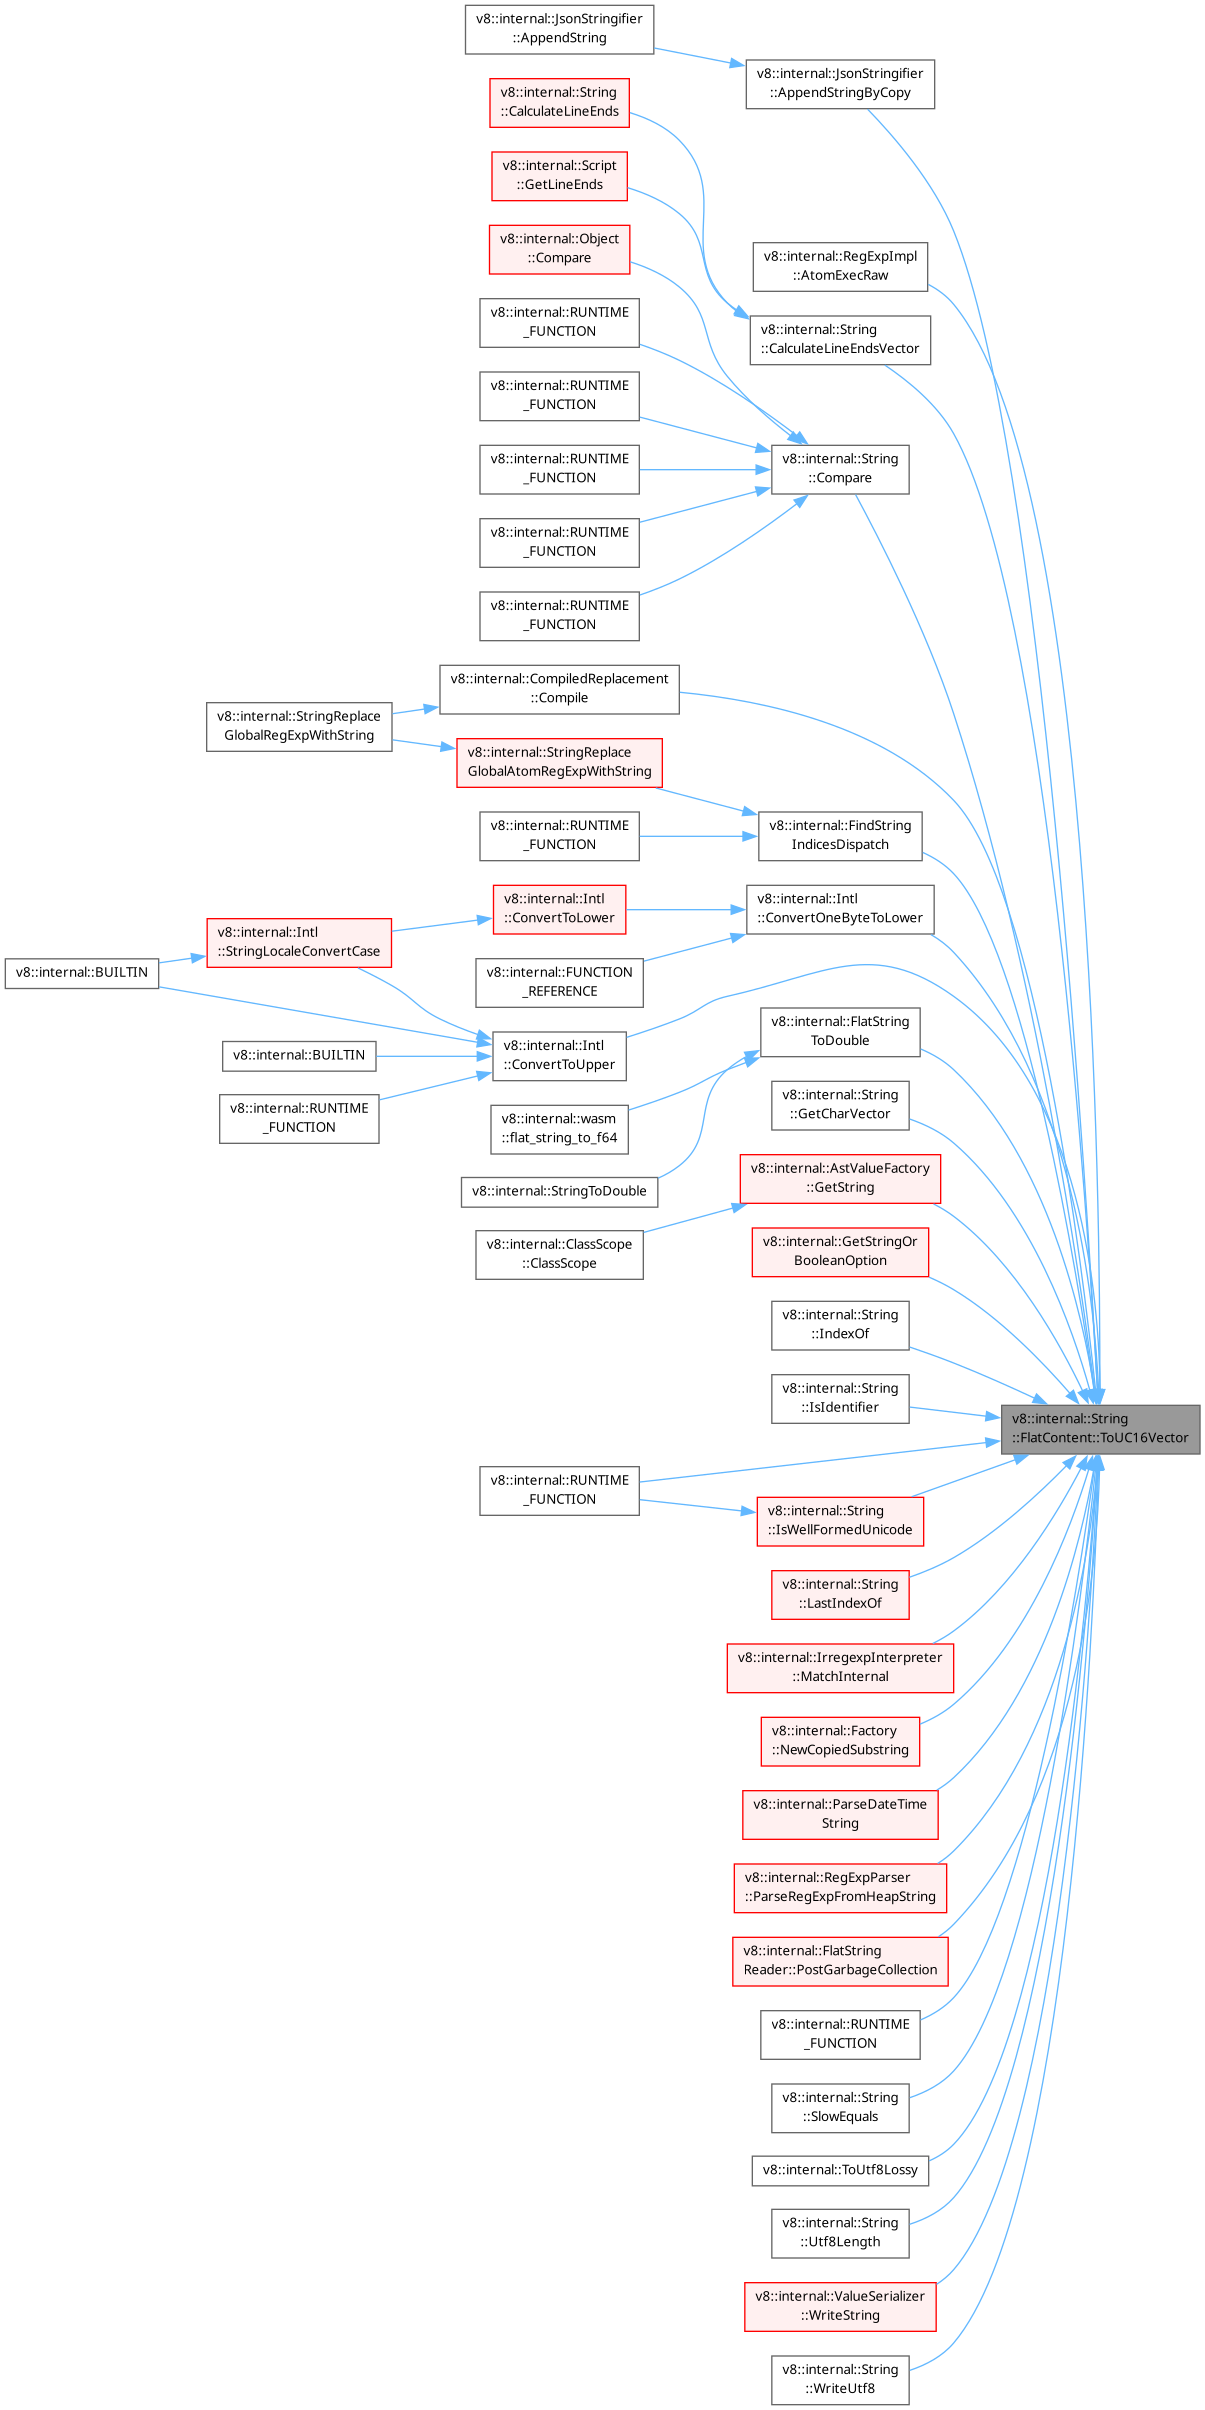 v8::internal::JsonStringifier
::AppendString
v8::internal::JsonStringifier
::AppendStringByCopy
v8::internal::String
::CalculateLineEnds
v8::internal::Script
::GetLineEnds
v8::internal::Object
::Compare
v8::internal::RegExpImpl
::AtomExecRaw
v8::internal::RUNTIME
_FUNCTION
v8::internal::String
::CalculateLineEndsVector
v8::internal::RUNTIME
_FUNCTION
v8::internal::RUNTIME
_FUNCTION
v8::internal::String
::Compare
v8::internal::RUNTIME
_FUNCTION
v8::internal::RUNTIME
_FUNCTION
v8::internal::CompiledReplacement
::Compile
v8::internal::StringReplace
GlobalRegExpWithString
v8::internal::StringReplace
GlobalAtomRegExpWithString
v8::internal::RUNTIME
_FUNCTION
v8::internal::FindString
IndicesDispatch
v8::internal::Intl
::ConvertToLower
v8::internal::Intl
::ConvertOneByteToLower
v8::internal::Intl
::StringLocaleConvertCase
v8::internal::BUILTIN
v8::internal::FUNCTION
_REFERENCE
v8::internal::FlatString
ToDouble
v8::internal::BUILTIN
v8::internal::Intl
::ConvertToUpper
v8::internal::RUNTIME
_FUNCTION
v8::internal::wasm
::flat_string_to_f64
v8::internal::String
::GetCharVector
v8::internal::StringToDouble
v8::internal::AstValueFactory
::GetString
v8::internal::ClassScope
::ClassScope
v8::internal::GetStringOr
BooleanOption
v8::internal::String
::IndexOf
v8::internal::String
::IsIdentifier
v8::internal::String
::FlatContent::ToUC16Vector
v8::internal::RUNTIME
_FUNCTION
v8::internal::String
::IsWellFormedUnicode
v8::internal::String
::LastIndexOf
v8::internal::IrregexpInterpreter
::MatchInternal
v8::internal::Factory
::NewCopiedSubstring
v8::internal::ParseDateTime
String
v8::internal::RegExpParser
::ParseRegExpFromHeapString
v8::internal::FlatString
Reader::PostGarbageCollection
v8::internal::RUNTIME
_FUNCTION
v8::internal::String
::SlowEquals
v8::internal::ToUtf8Lossy
v8::internal::String
::Utf8Length
v8::internal::ValueSerializer
::WriteString
v8::internal::String
::WriteUtf8